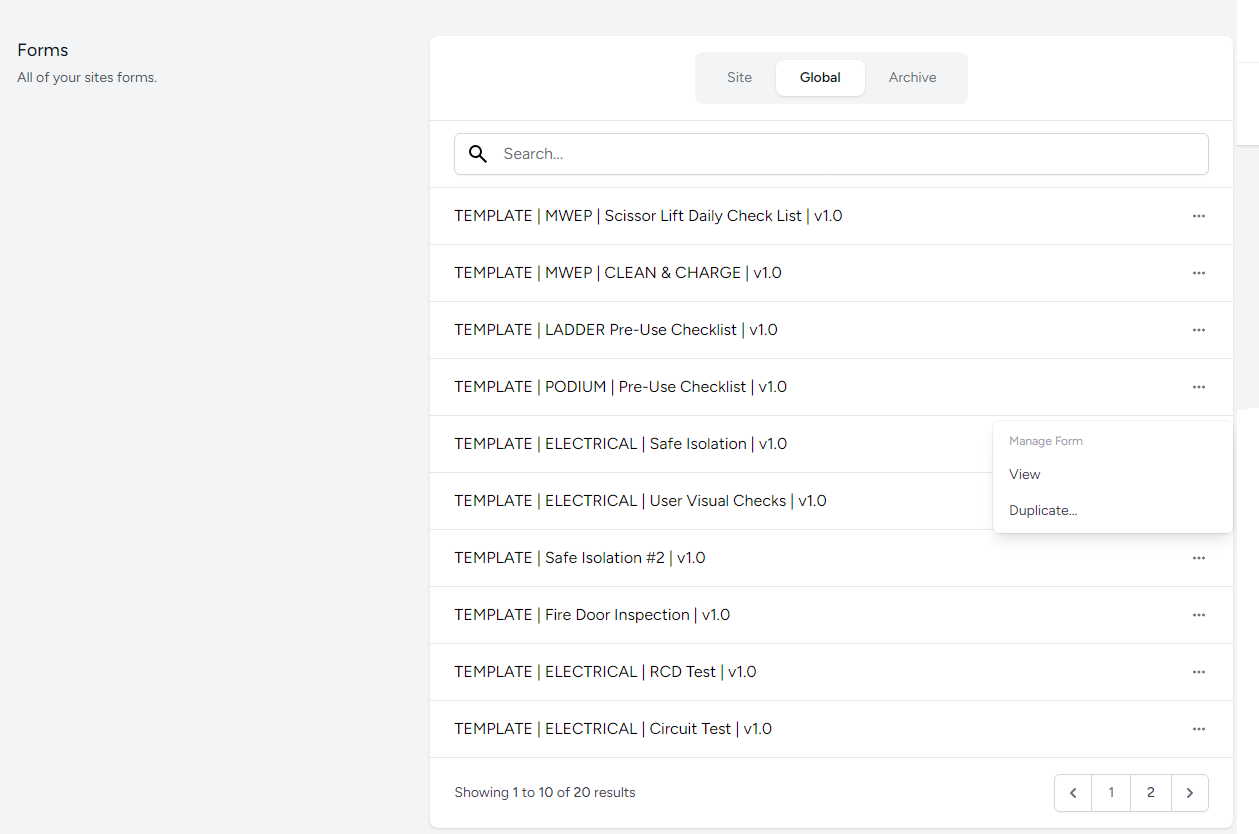 Forms
All of your sites forms.
Site Global Archive
Search...
TEMPLATE | MWEP | Scissor Lift Daily Check List | v1.0
TEMPLATE | MWEP | CLEAN & CHARGE | v1.0
TEMPLATE | LADDER Pre-Use Checklist | v1.0
TEMPLATE | PODIUM | Pre-Use Checklist | v1.0
TEMPLATE | ELECTRICAL | Safe Isolation | v1.0
TEMPLATE | ELECTRICAL | User Visual Checks | v1.0
Manage Form
View
Duplicate...
TEMPLATE | Safe Isolation #2 | v1.0
TEMPLATE | Fire Door Inspection | v1.0
TEMPLATE | ELECTRICAL | RCD Test | v1.0
TEMPLATE | ELECTRICAL | Circuit Test | v1.0
Showing 1 to 10 of 20 results
1 2